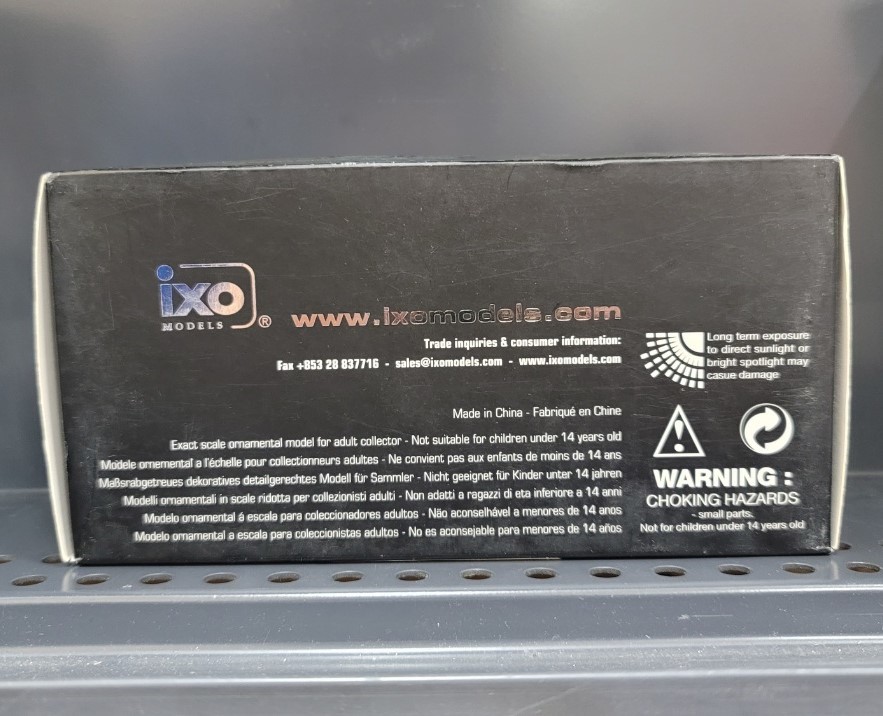 ixo
MODELS ®
www.ixomodels.com
Trade inquiries & consumer information:
Fax +853 28 837716 - sales@ixomodels.com - www.ixomodels.com
Long term exposure
to direct sunlight or
bright spotlight may
casue damage
Made in China - Fabriqué en Chine
Exact scale ornamental model for adult collector - Not suitable for children under 14 years old
Modele ornemental a l'échelle pour collectionneurs adultes - Ne convient pas aux enfants de moins de 14 ans
Maßsrabgetreues dekoratives detailgerechtes Modell für Sammler - Nicht geeignet für Kinder unter 14 jahren
Modelli ornamentali in scale ridotta per collezionisti adulti - Non adatti a ragazzi di eta inferiore a 14 anni
Modelo ornamental á escala para coleccionadores adultos - Não aconselhável a menores de 14 anos
Modelo ornamental a escala para coleccionistas adultos - No es aconsejable para menores de 14 años
WARNING :
CHOKING HAZARDS
- small parts.
Not for children under 14 years old